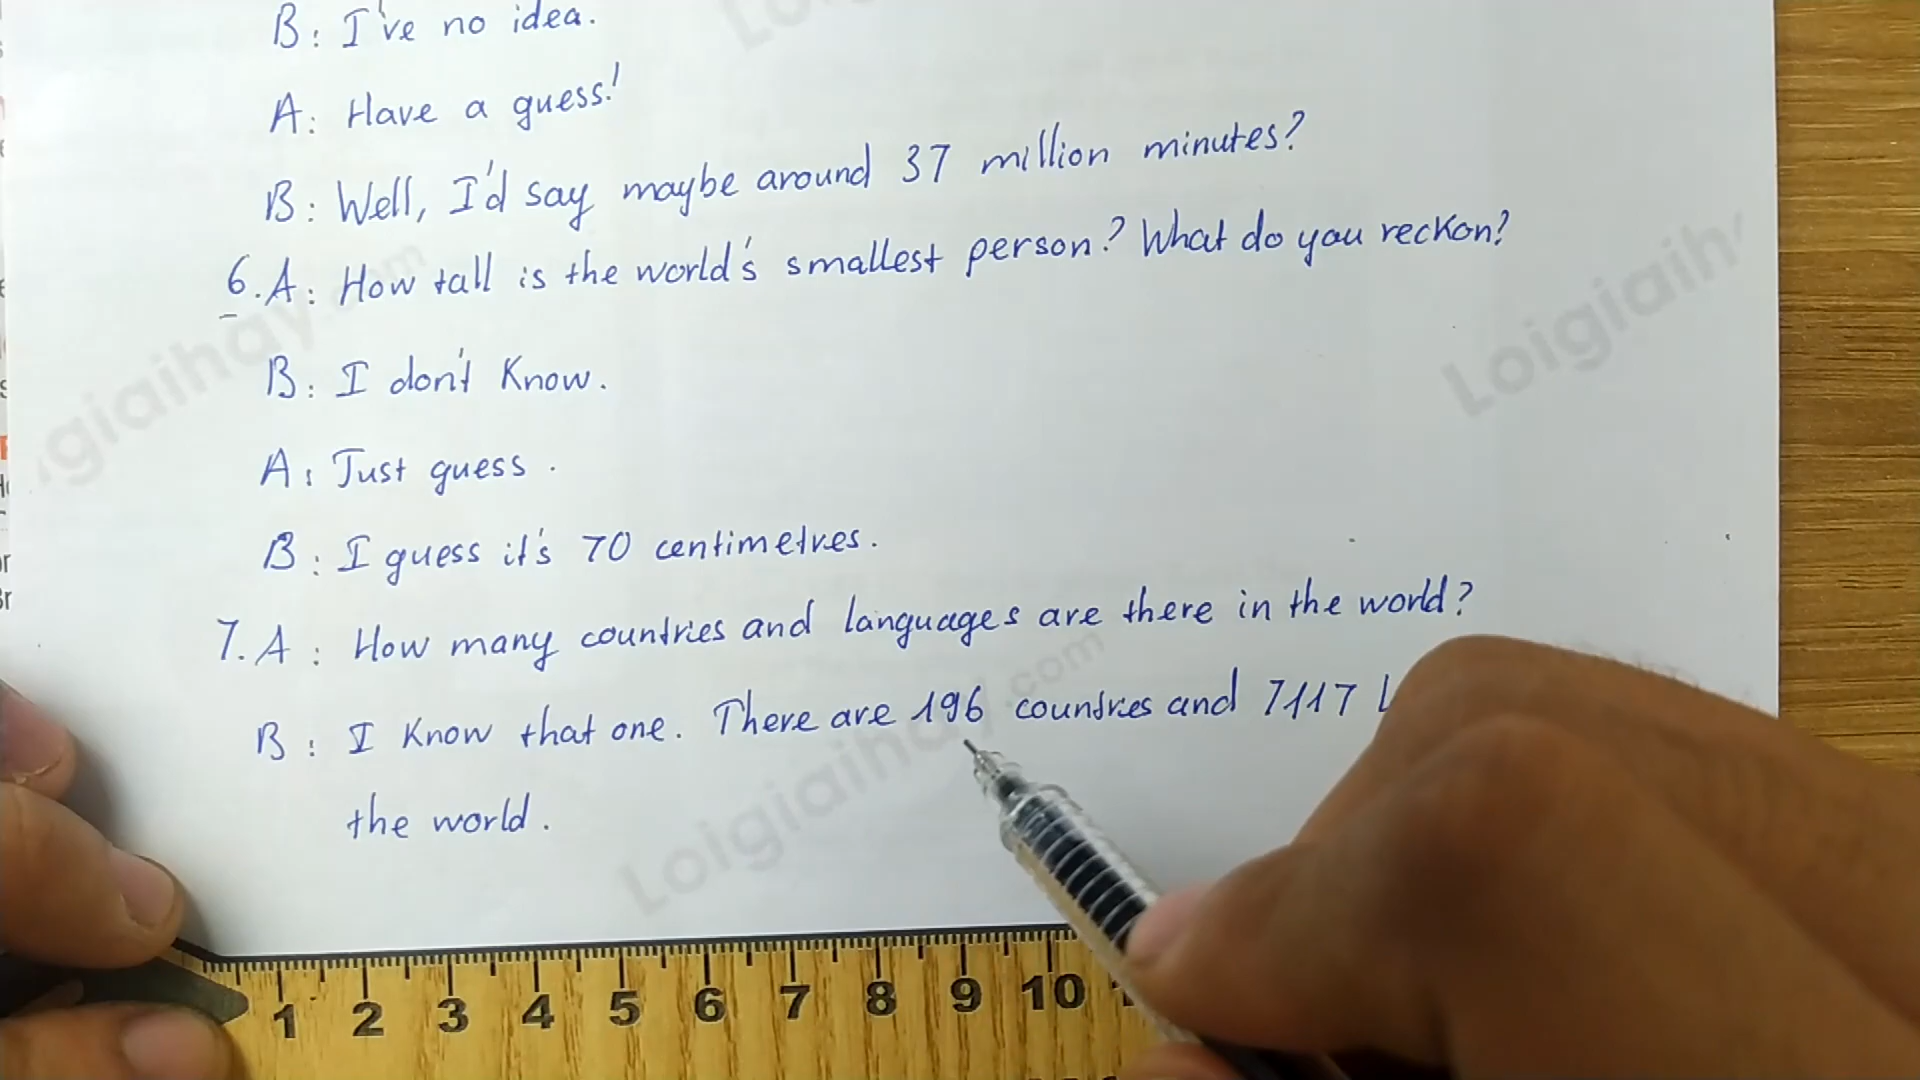 B: I've no idea.
A: Have a guess!
B: Well, I'd say maybe around 37 million minutes?
6. A: How tall is the world's smallest person? What do you reckon?
B: I don't know.
A: Just guess.
B: I guess it's 70 centimetres.
7. A: How many countries and languages are there in the world?
B: I know that one. There are 196 countries and 7117
the world.
Loigiaihay.com
1 2 3 4 5 6 7 8 9 10